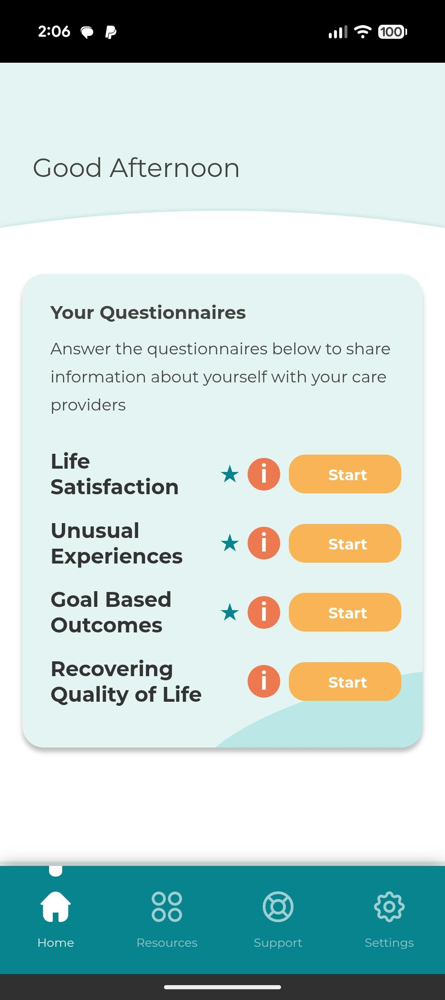 2:06
100
Good Afternoon
Your Questionnaires
Answer the questionnaires below to share
information about yourself with your care
providers
Life
Satisfaction
★ i Start
Unusual
Experiences
★ i Start
Goal Based
Outcomes
★ i Start
Recovering
Quality of Life
i Start
Home Resources Support Settings